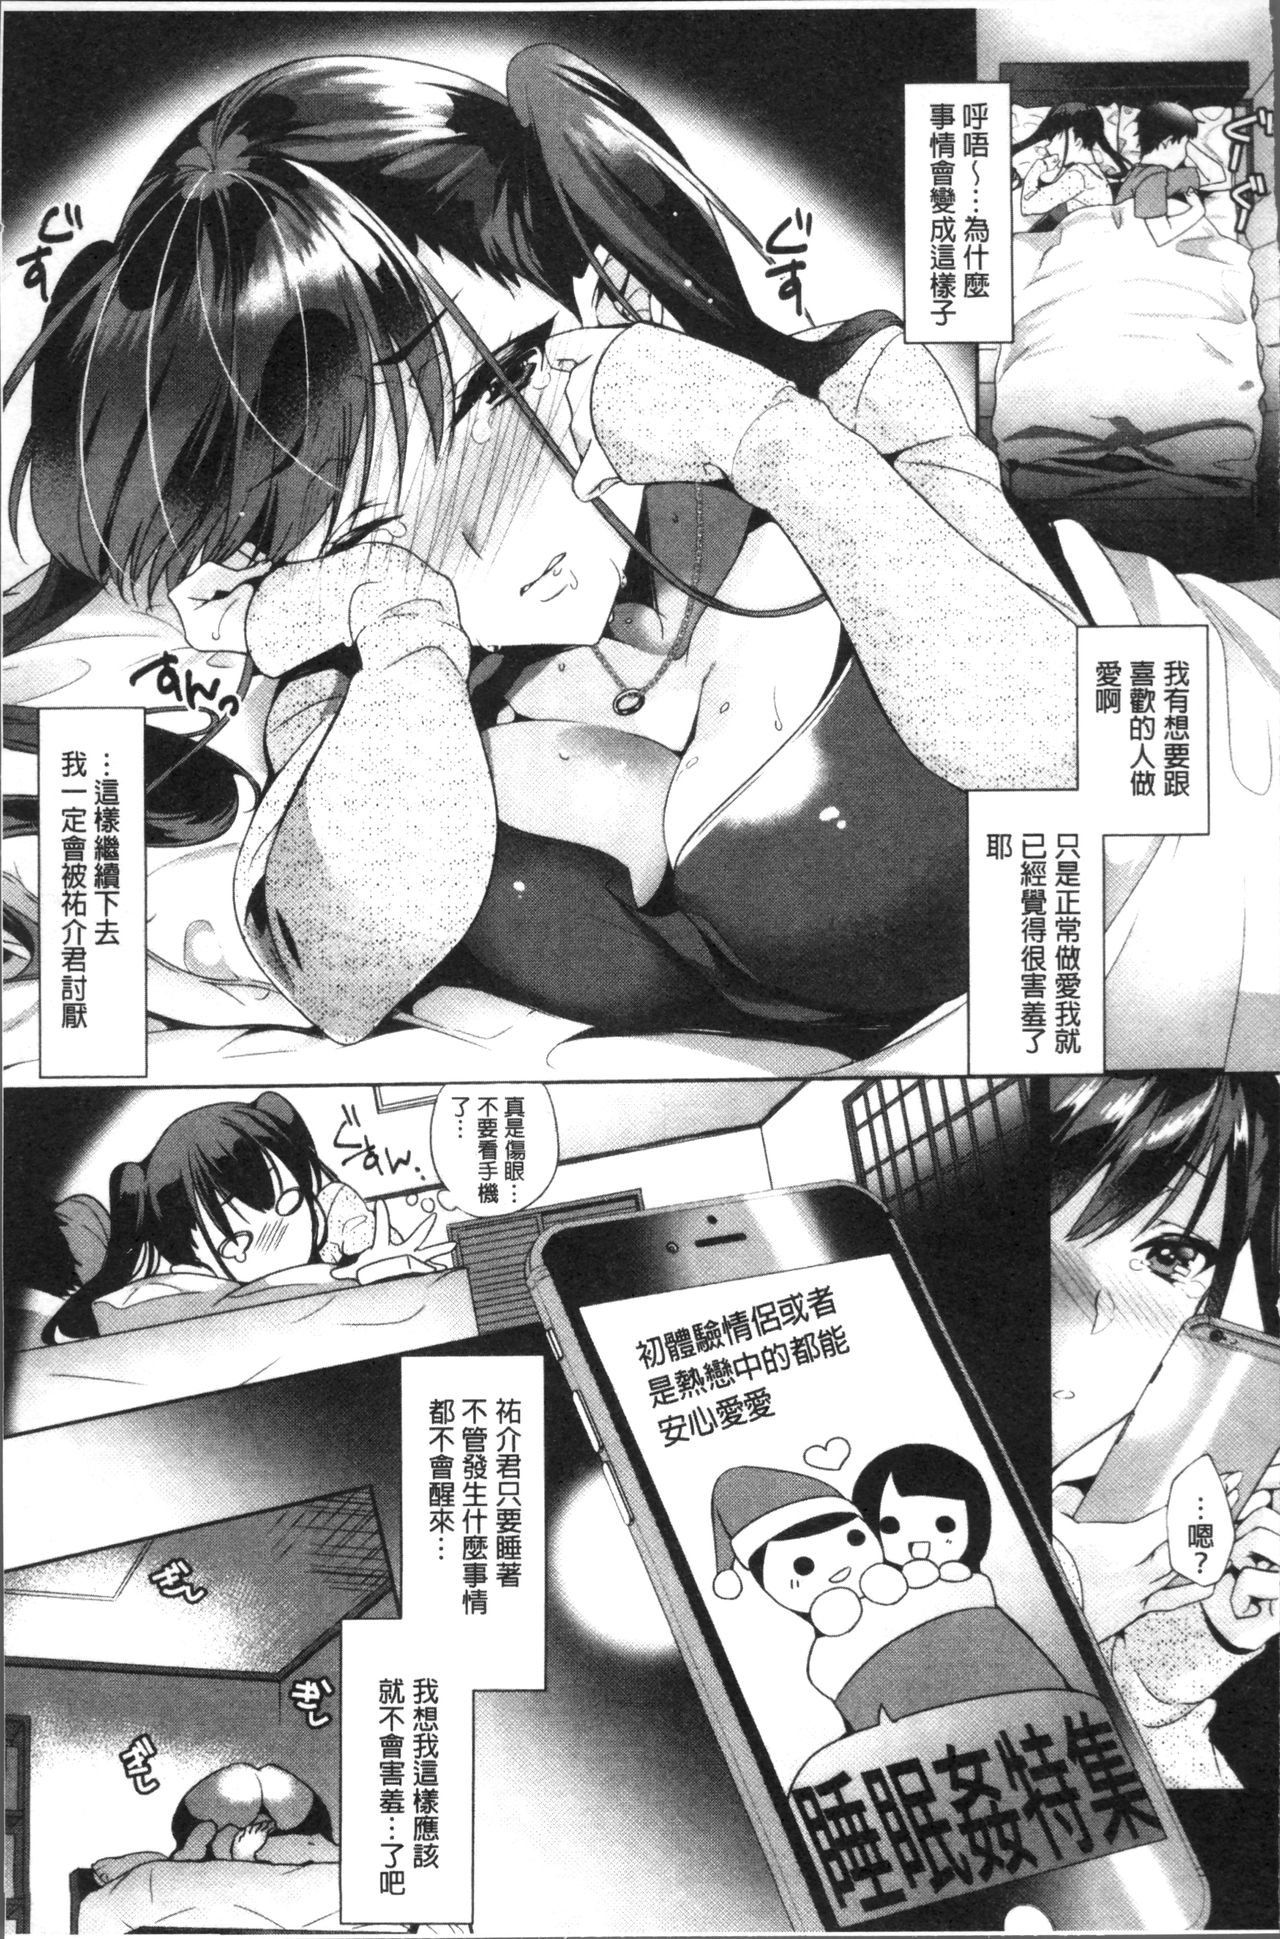 呼唔～…為什麼
事情會變成這樣子
ぐー
ぐー
ぐす
ぐす
すんっ
我有想要跟
喜歡的人做
愛啊
只是正常做愛我就
已經覺得很害羞了
耶
…這樣繼續下去
我一定會被祐介君討厭
…嗯？
初體驗情侶或者
是熱戀中的都能
安心愛愛
睡眠姦特集
真是傷眼…
不要看手機
了…
ぐすん.
祐介君只要睡著
不管發生什麼事情
都不會醒來…
我想我這樣應該
就不會害羞…了吧
ギシ